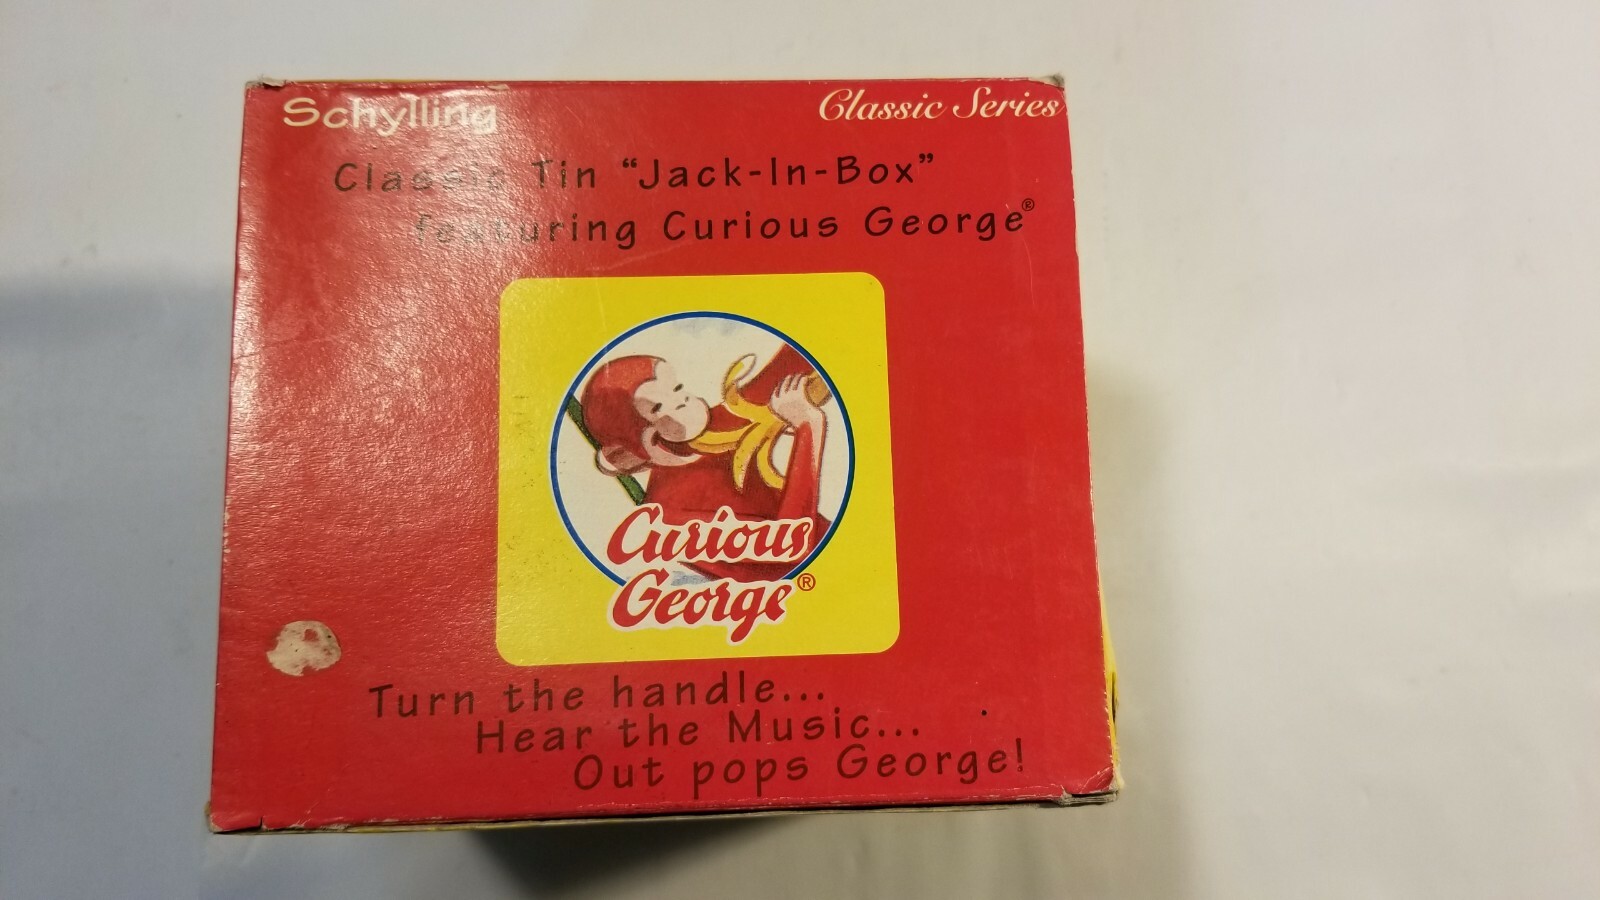 Schylling
Classic Series
Classic Tin “Jack-In-Box”
featuring Curious George®
Curious
George®
Turn the handle...
Hear the Music...
Out pops George!